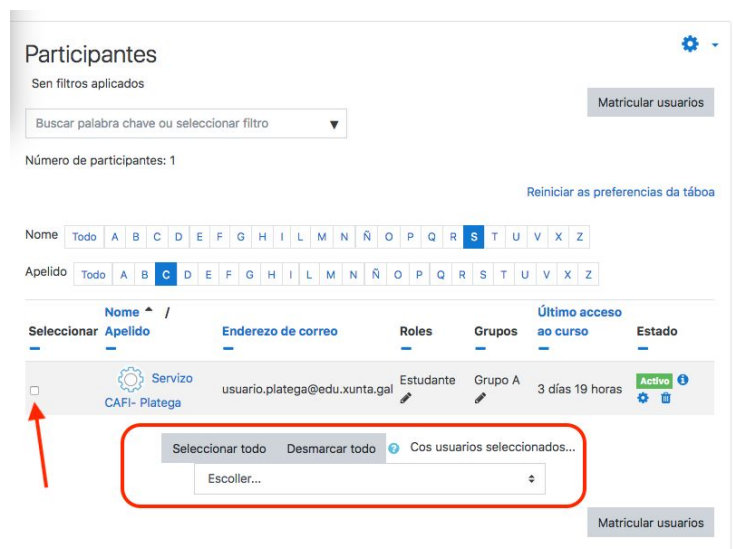 Participantes
Sen filtros aplicados
Matricular usuarios
Buscar palabra chave ou seleccionar filtro
Número de participantes: 1
Reiniciar as preferencias da táboa
Nome Todo A B C D E F G H I L M N Ñ O P Q R S T U V X Z
Apelido Todo A B C D E F G H I L M N Ñ O P Q R S T U V X Z
Nome / Último acceso
Seleccionar Apelido Enderezo de correo Roles Grupos ao curso Estado
Servizo Estudante Grupo A Activo
CAFI- Platega usuario.platega@edu.xunta.gal 3 días 19 horas
Seleccionar todo Desmarcar todo Cos usuarios seleccionados...
Escoller...
Matricular usuarios